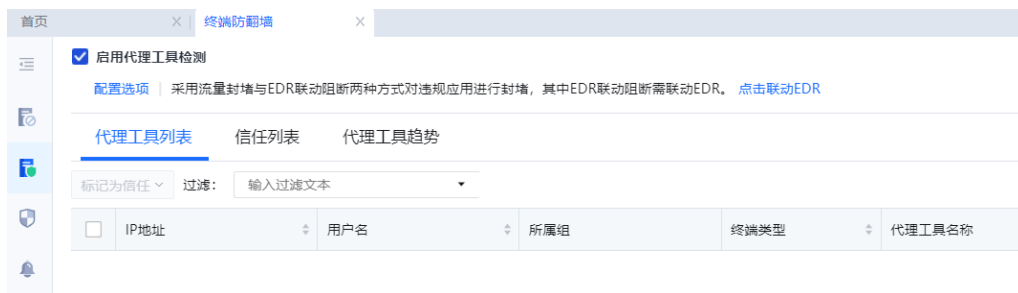 首页 终端防翻墙
启用代理工具检测
配置选项 采用流量封堵与EDR联动阻断两种方式对违规应用进行封堵，其中EDR联动阻断需联动EDR。 点击联动EDR
代理工具列表 信任列表 代理工具趋势
标记为信任 过滤： 输入过滤文本
IP地址 用户名 所属组 终端类型 代理工具名称